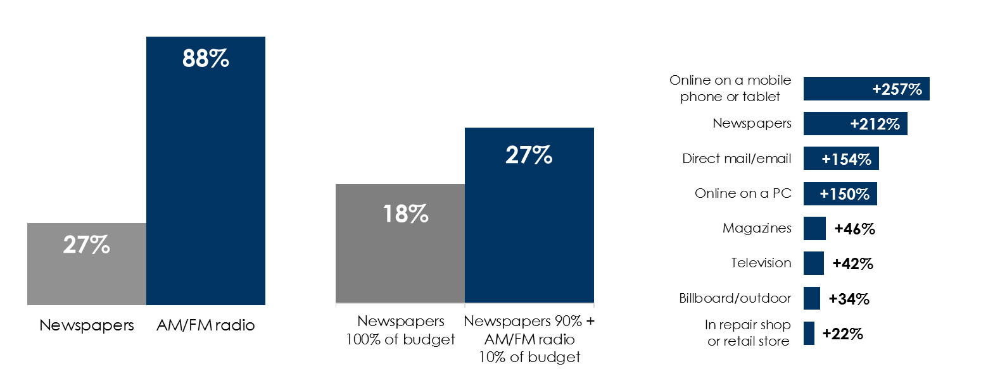 88%
27%
Newspapers
AM/FM radio
27%
18%
Newspapers
100% of budget
Newspapers 90% +
AM/FM radio
10% of budget
Online on a mobile
phone or tablet
+257%
Newspapers
+212%
Direct mail/email
+154%
Online on a PC
+150%
Magazines
+46%
Television
+42%
Billboard/outdoor
+34%
In repair shop
or retail store
+22%